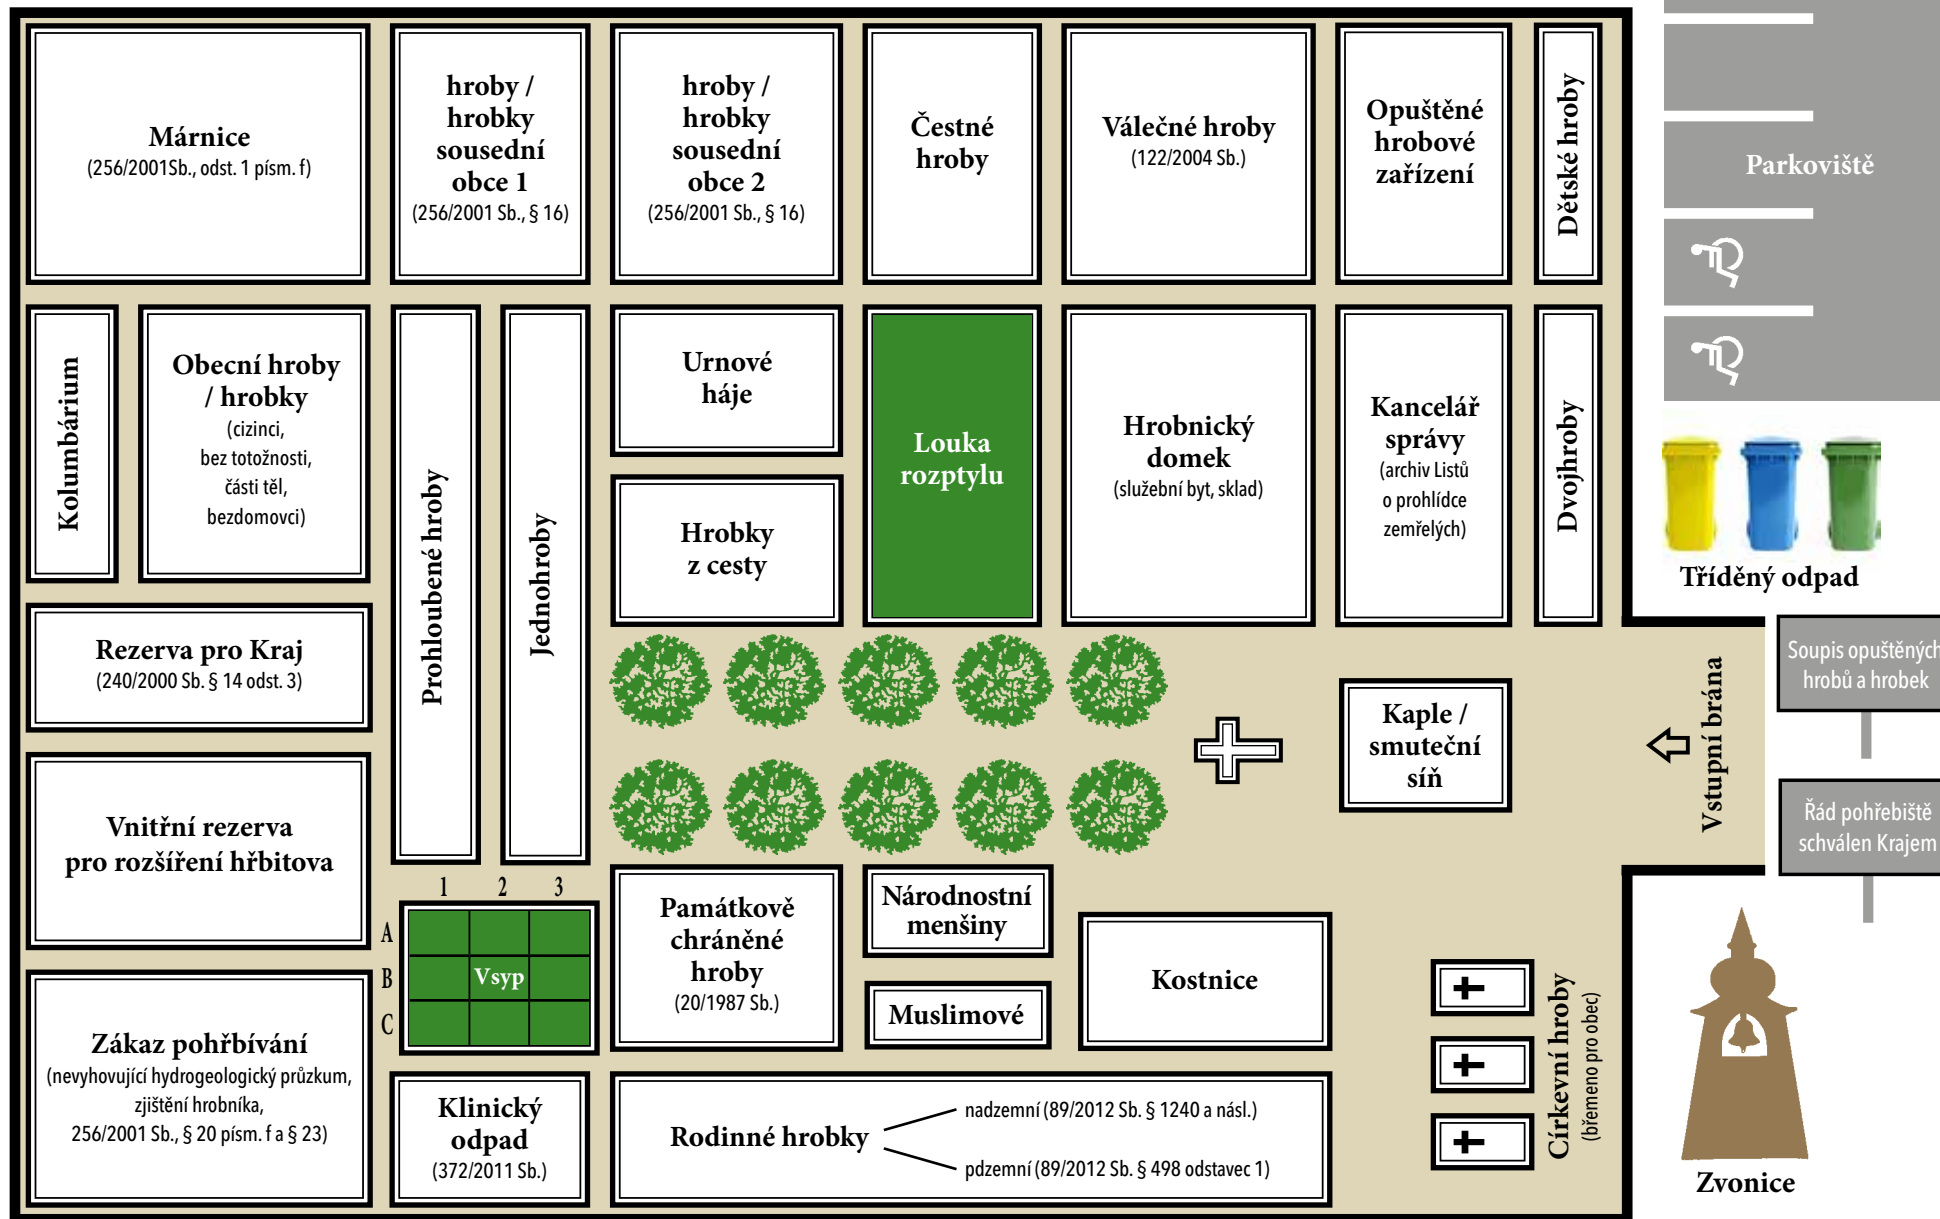 Márnice
(256/2001Sb., odst. 1 písm. f)
hroby /
hrobky
sousední
obce 1
(256/2001 Sb., § 16)
hroby /
hrobky
sousední
obce 2
(256/2001 Sb., § 16)
Čestné
hroby
Válečné hroby
(122/2004 Sb.)
Opuštěné
hrobové
zařízení
Dětské hroby
Parkoviště
Kolumbárium
Obecní hroby
/ hrobky
(cizinci,
bez totožnosti,
části těl,
bezdomovci)
Prohloubené hroby
Jednohroby
Urnové
háje
Hrobky
z cesty
Louka
rozptylu
Hrobnický
domek
(služební byt, sklad)
Kancelář
správy
(archiv Listů
o prohlídce
zemřelých)
Dvojhroby
Tříděný odpad
Rezerva pro Kraj
(240/2000 Sb. § 14 odst. 3)
Vnitřní rezerva
pro rozšíření hřbitova
Kaple /
smuteční
síň
Vstupní brána
Soupis opuštěných
hrobů a hrobek
Řád pohřebiště
schválen Krajem
1 2 3
A
B
C
Vsyp
Památkově
chráněné
hroby
(20/1987 Sb.)
Národnostní
menšiny
Muslimové
Kostnice
Církevní hroby
(břemeno pro obec)
Zvonice
Zákaz pohřbívání
(nevyhovující hydrogeologický průzkum,
zjištění hrobníka,
256/2001 Sb., § 20 písm. f a § 23)
Klinický
odpad
(372/2011 Sb.)
Rodinné hrobky
nadzemní (89/2012 Sb. § 1240 a násl.)
pdzemní (89/2012 Sb. § 498 odstavec 1)